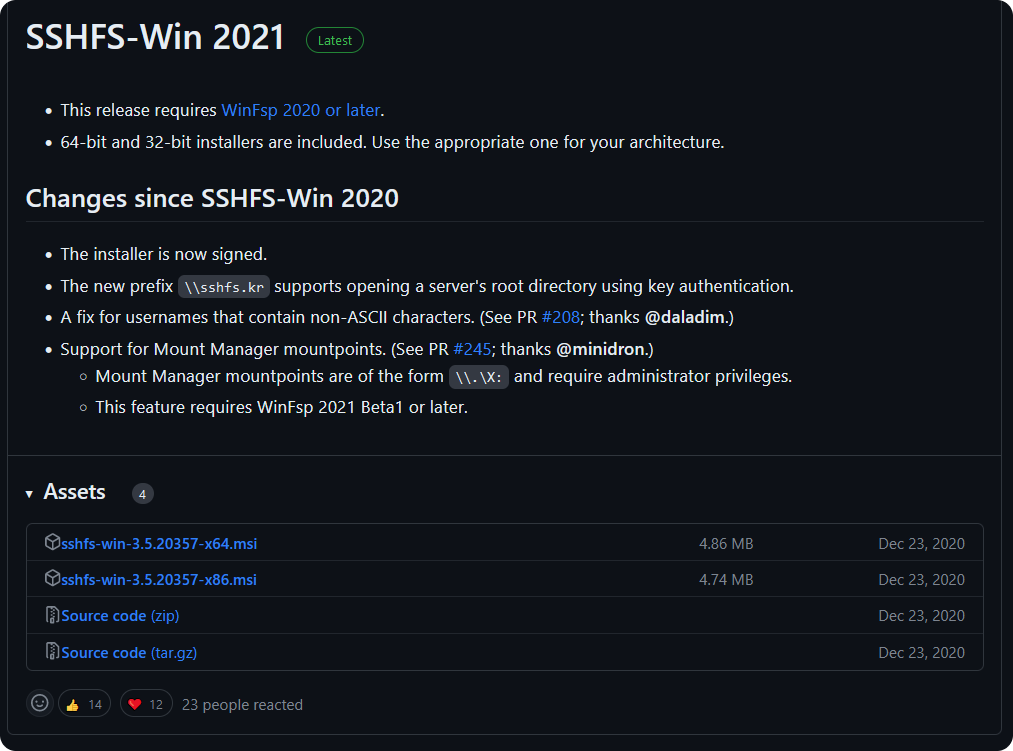 SSHFS-Win 2021 Latest
• This release requires WinFsp 2020 or later.
• 64-bit and 32-bit installers are included. Use the appropriate one for your architecture.
Changes since SSHFS-Win 2020
• The installer is now signed.
• The new prefix \\sshfs.kr supports opening a server's root directory using key authentication.
• A fix for usernames that contain non-ASCII characters. (See PR #208; thanks @daladim.)
• Support for Mount Manager mountpoints. (See PR #245; thanks @minidron.)
◦ Mount Manager mountpoints are of the form \\.\X: and require administrator privileges.
◦ This feature requires WinFsp 2021 Beta1 or later.
▾ Assets 4
sshfs-win-3.5.20357-x64.msi 4.86 MB Dec 23, 2020
sshfs-win-3.5.20357-x86.msi 4.74 MB Dec 23, 2020
Source code (zip) Dec 23, 2020
Source code (tar.gz) Dec 23, 2020
👍 14 ❤️ 12 23 people reacted